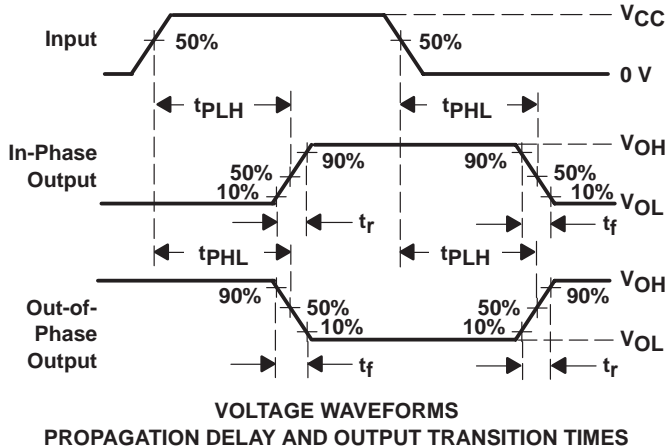 VCC
Input
50%
50%
0 V
tPLH
tPHL
In-Phase
Output
VOH
90%
90%
50%
50%
10%
10%
VOL
tr
tf
tPHL
tPLH
Out-of-
Phase
Output
VOH
90%
90%
50%
50%
10%
10%
VOL
tf
tr
VOLTAGE WAVEFORMS
PROPAGATION DELAY AND OUTPUT TRANSITION TIMES